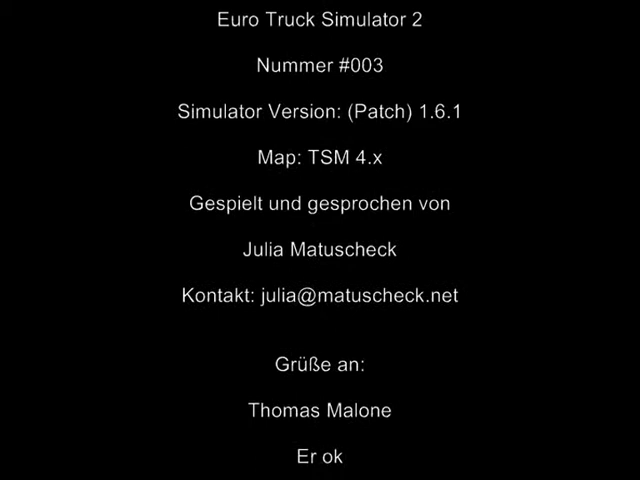 Euro Truck Simulator 2
Nummer #003
Simulator Version: (Patch) 1.6.1
Map: TSM 4.x
Gespielt und gesprochen von
Julia Matuscheck
Kontakt: julia@matuscheck.net
Grüße an:
Thomas Malone
Er ok